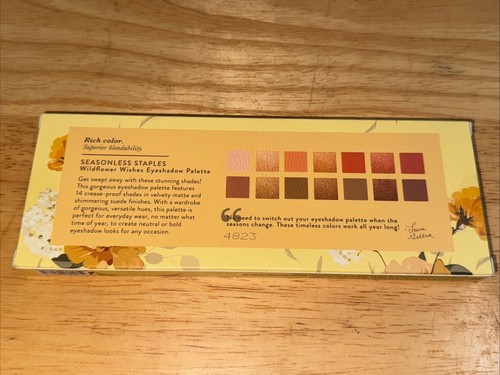 Rich color.
Superior blendability.
SEASONLESS STAPLES
Wildflower Wishes Eyeshadow Palette
Get swept away with these stunning shades!
This gorgeous eyeshadow palette features
14 crease-proof shades in velvety matte and
shimmering suede finishes. With a wardrobe
of gorgeous, versatile hues, this palette is
perfect for everyday wear, no matter what
time of year, to create neutral or bold
eyeshadow looks for any occasion.
“No need to switch out your eyeshadow palette when the
seasons change. These timeless colors work all year long!
4823
Laura
Geller